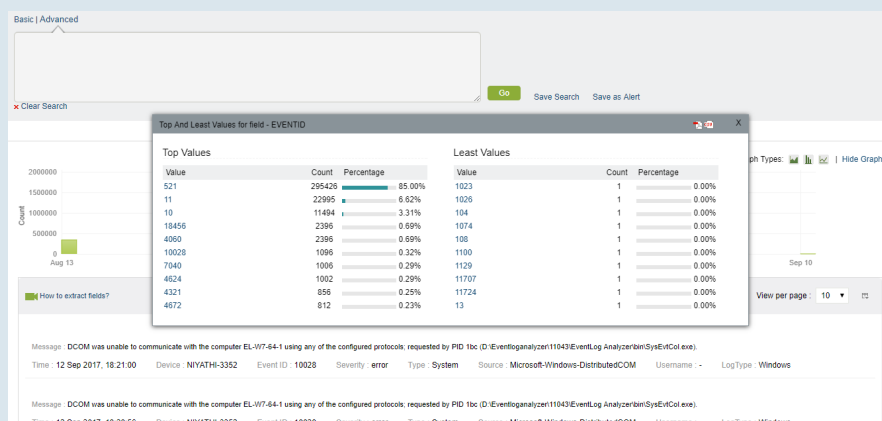 Basic | Advanced
Go
Save Search
Save as Alert
x Clear Search
Top And Least Values for field - EVENTID
X
Top Values
Least Values
Value Count Percentage
Value Count Percentage
521 295426 85.00%
1023 1 0.00%
11 22995 6.62%
1026 1 0.00%
10 11494 3.31%
104 1 0.00%
18456 2396 0.69%
1074 1 0.00%
4060 2396 0.69%
108 1 0.00%
10028 1096 0.32%
1100 1 0.00%
7040 1006 0.29%
1129 1 0.00%
4624 1002 0.29%
11707 1 0.00%
4321 856 0.25%
11724 1 0.00%
4672 812 0.23%
13 1 0.00%
ph Types: | Hide Graph
Count
2000000
1500000
1000000
500000
0
Aug 13
Sep 10
How to extract fields?
View per page : 10
Message : DCOM was unable to communicate with the computer EL-W7-64-1 using any of the configured protocols; requested by PID 1bc (D:\Eventloganalyzer\11043\EventLog Analyzer\bin\SysEvtCol.exe).
Time : 12 Sep 2017, 18:21:00 Device : NIYATHI-3352 Event ID : 10028 Severity : error Type : System Source : Microsoft-Windows-DistributedCOM Username : - LogType : Windows
Message : DCOM was unable to communicate with the computer EL-W7-64-1 using any of the configured protocols; requested by PID 1bc (D:\Eventloganalyzer\11043\EventLog Analyzer\bin\SysEvtCol.exe).